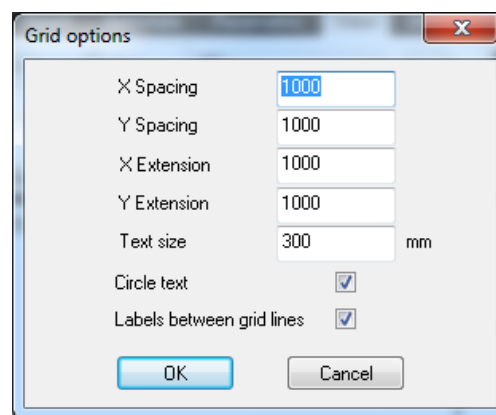 Grid options
X Spacing 1000
Y Spacing 1000
X Extension 1000
Y Extension 1000
Text size 300 mm
Circle text
Labels between grid lines
OK Cancel